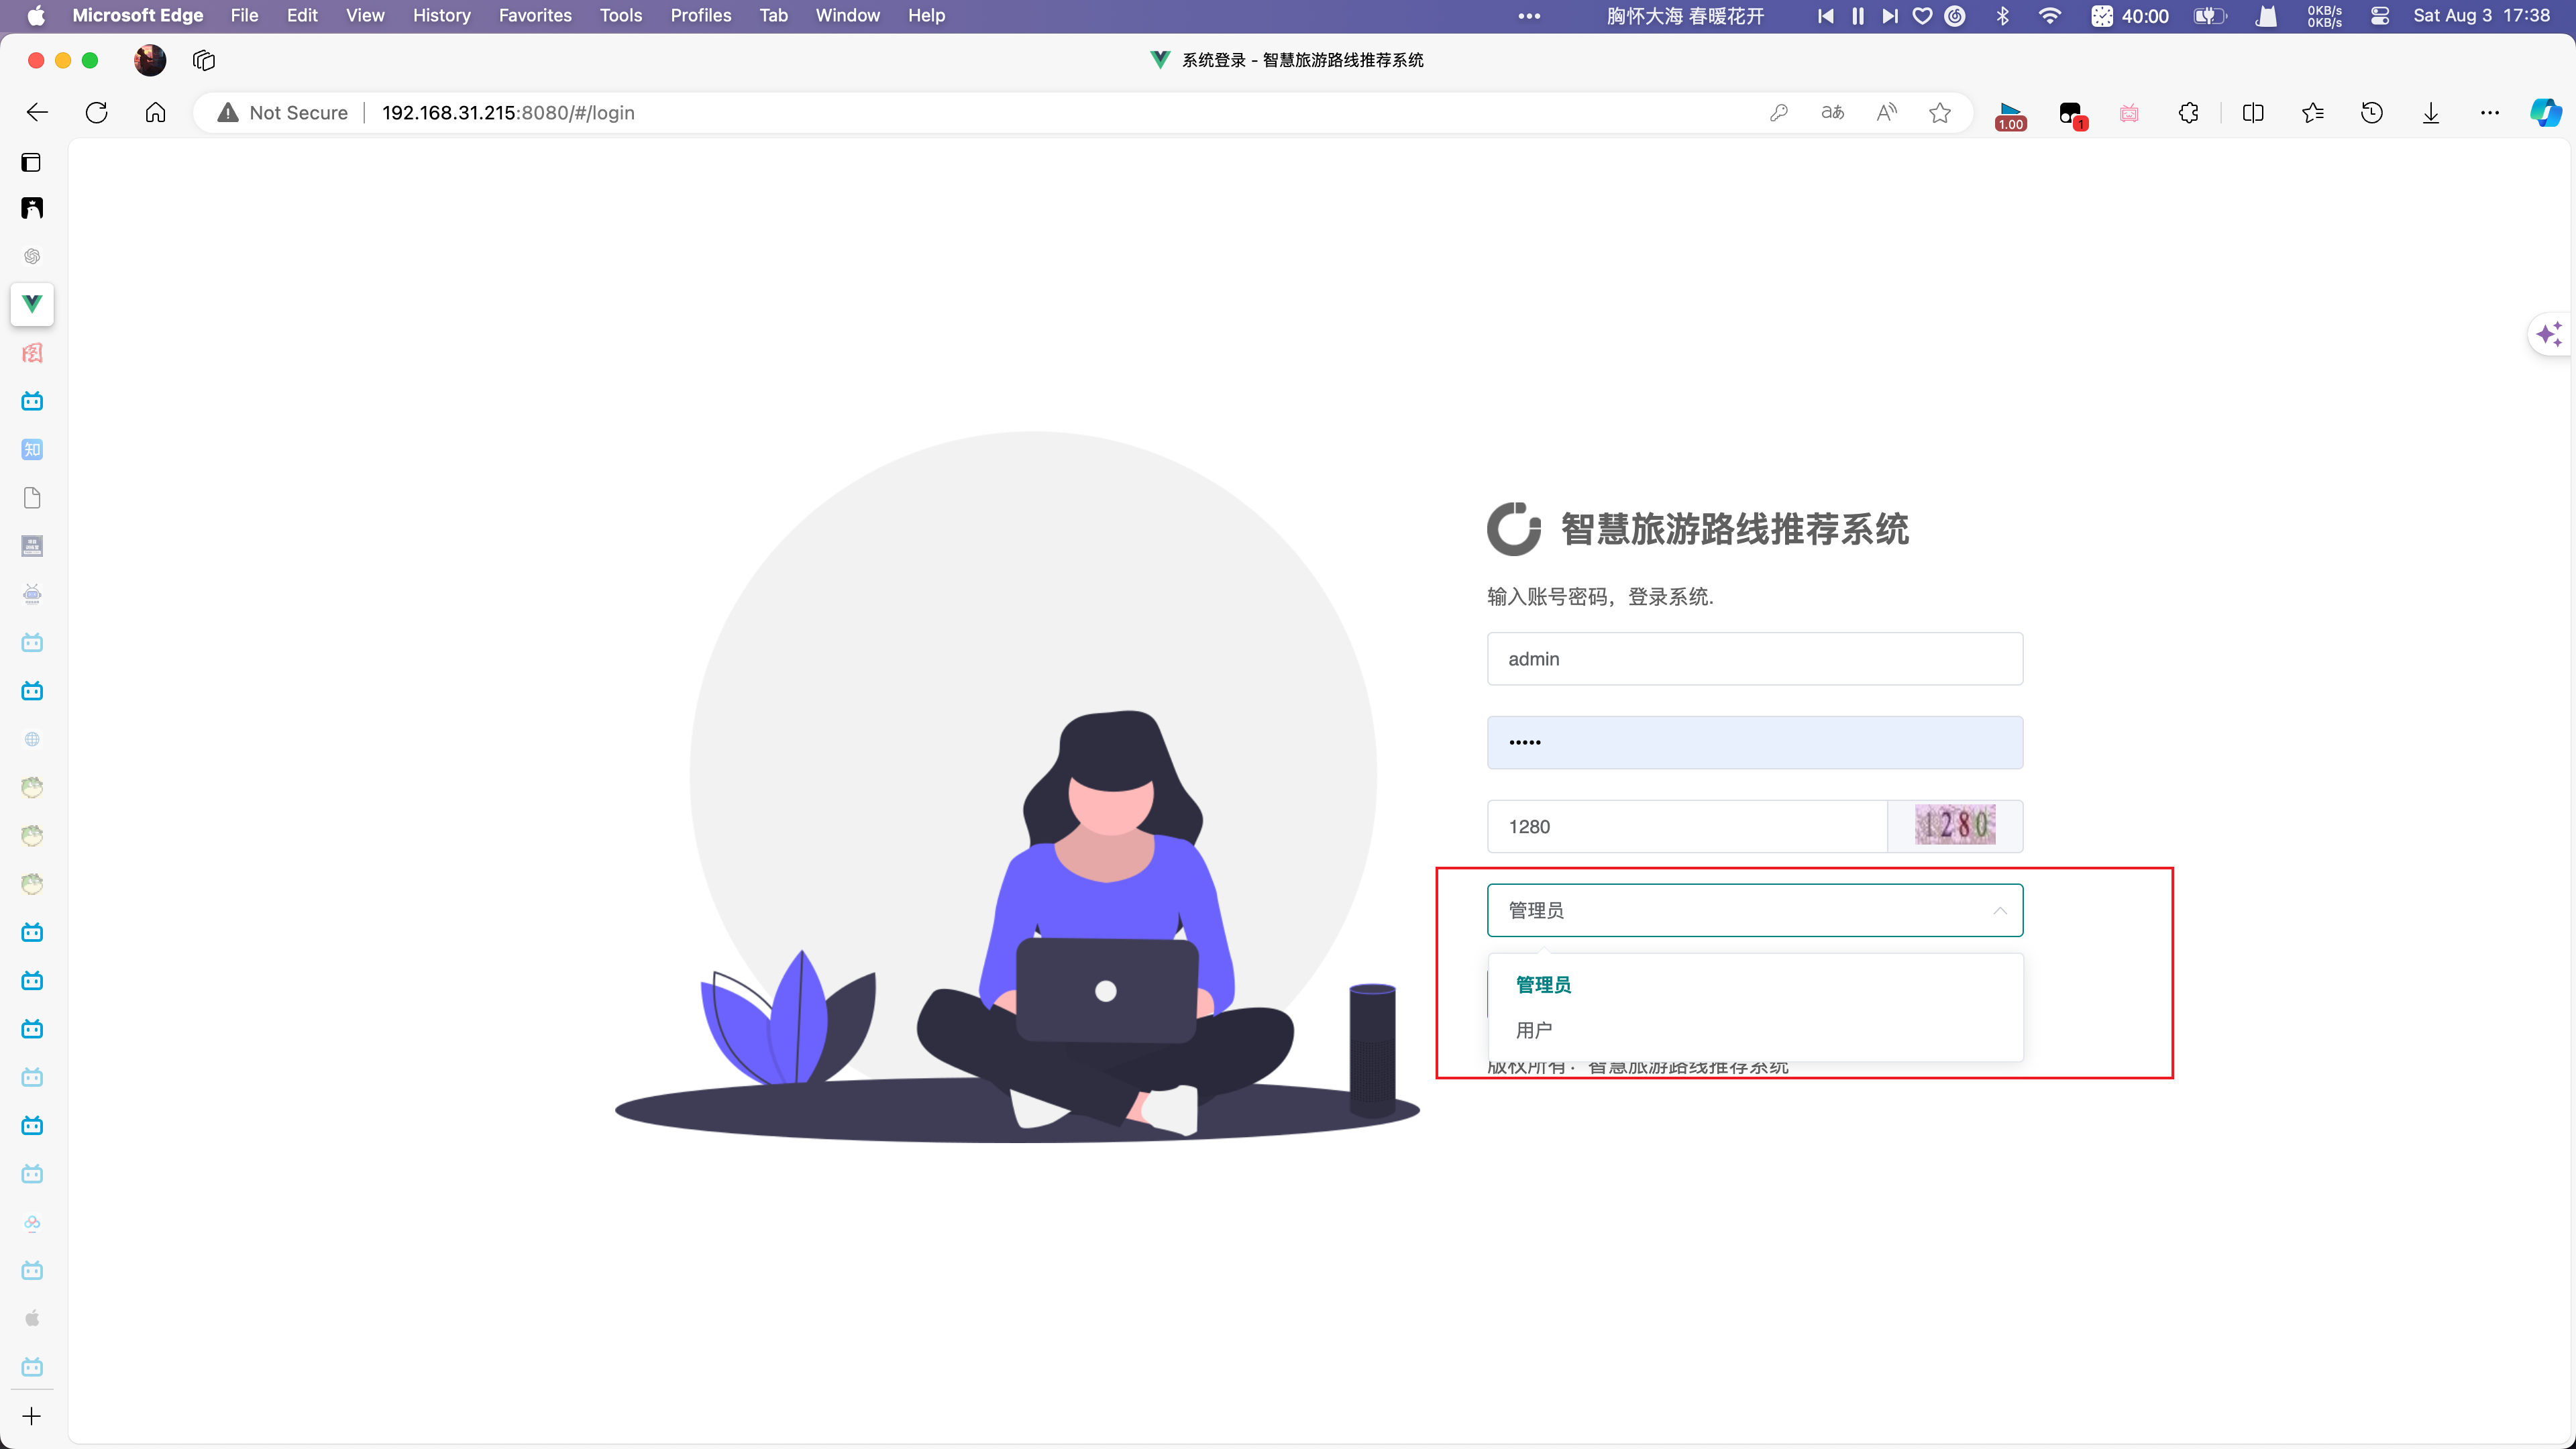 Microsoft Edge File Edit View History Favorites Tools Profiles Tab Window Help
胸怀大海 春暖花开
40:00
0KB/s
0KB/s
Sat Aug 3 17:38
系统登录 - 智慧旅游路线推荐系统
Not Secure 192.168.31.215:8080/#/login
aあ
A
1.00
1
图
知
智慧旅游路线推荐系统
输入账号密码，登录系统.
admin
•••••
1280
1280
管理员
管理员
用户
版权所有：智慧旅游路线推荐系统